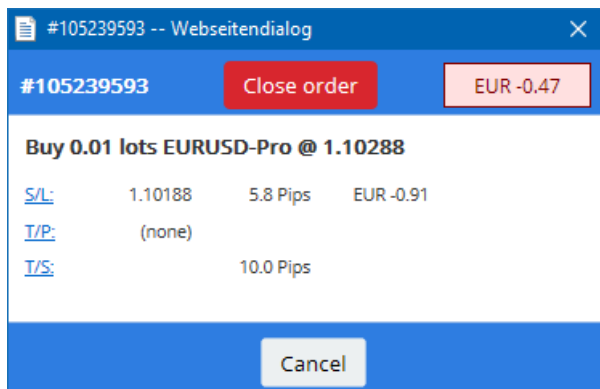 #105239593 -- Webseitendialog
#105239593 Close order EUR -0.47
Buy 0.01 lots EURUSD-Pro @ 1.10288
S/L: 1.10188 5.8 Pips EUR -0.91
T/P: (none)
T/S: 10.0 Pips
Cancel